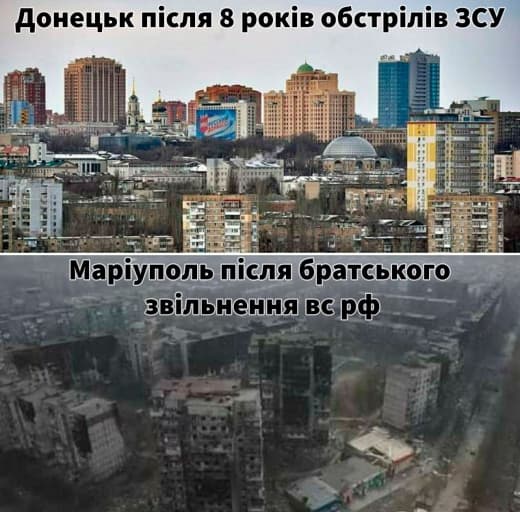 Донецьк після 8 років обстрілів ЗСУ
Маріуполь після братського
звільнення вс рф